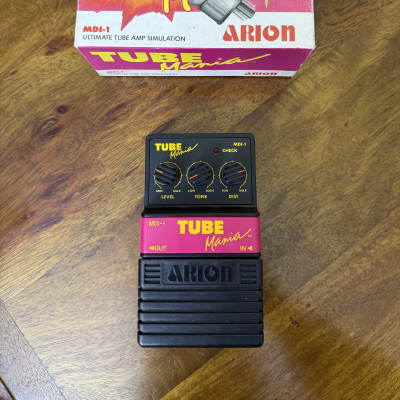 MDI-1
ULTIMATE TUBE AMP SIMULATION
ARION
TUBE
Mania
ARION
TUBE Mania
MDI-1
CHECK
MIN MAX
LOW HIGH
MIN MAX
LEVEL TONE DIST
MDI-1 TUBE
Mania
OUT IN
ARION